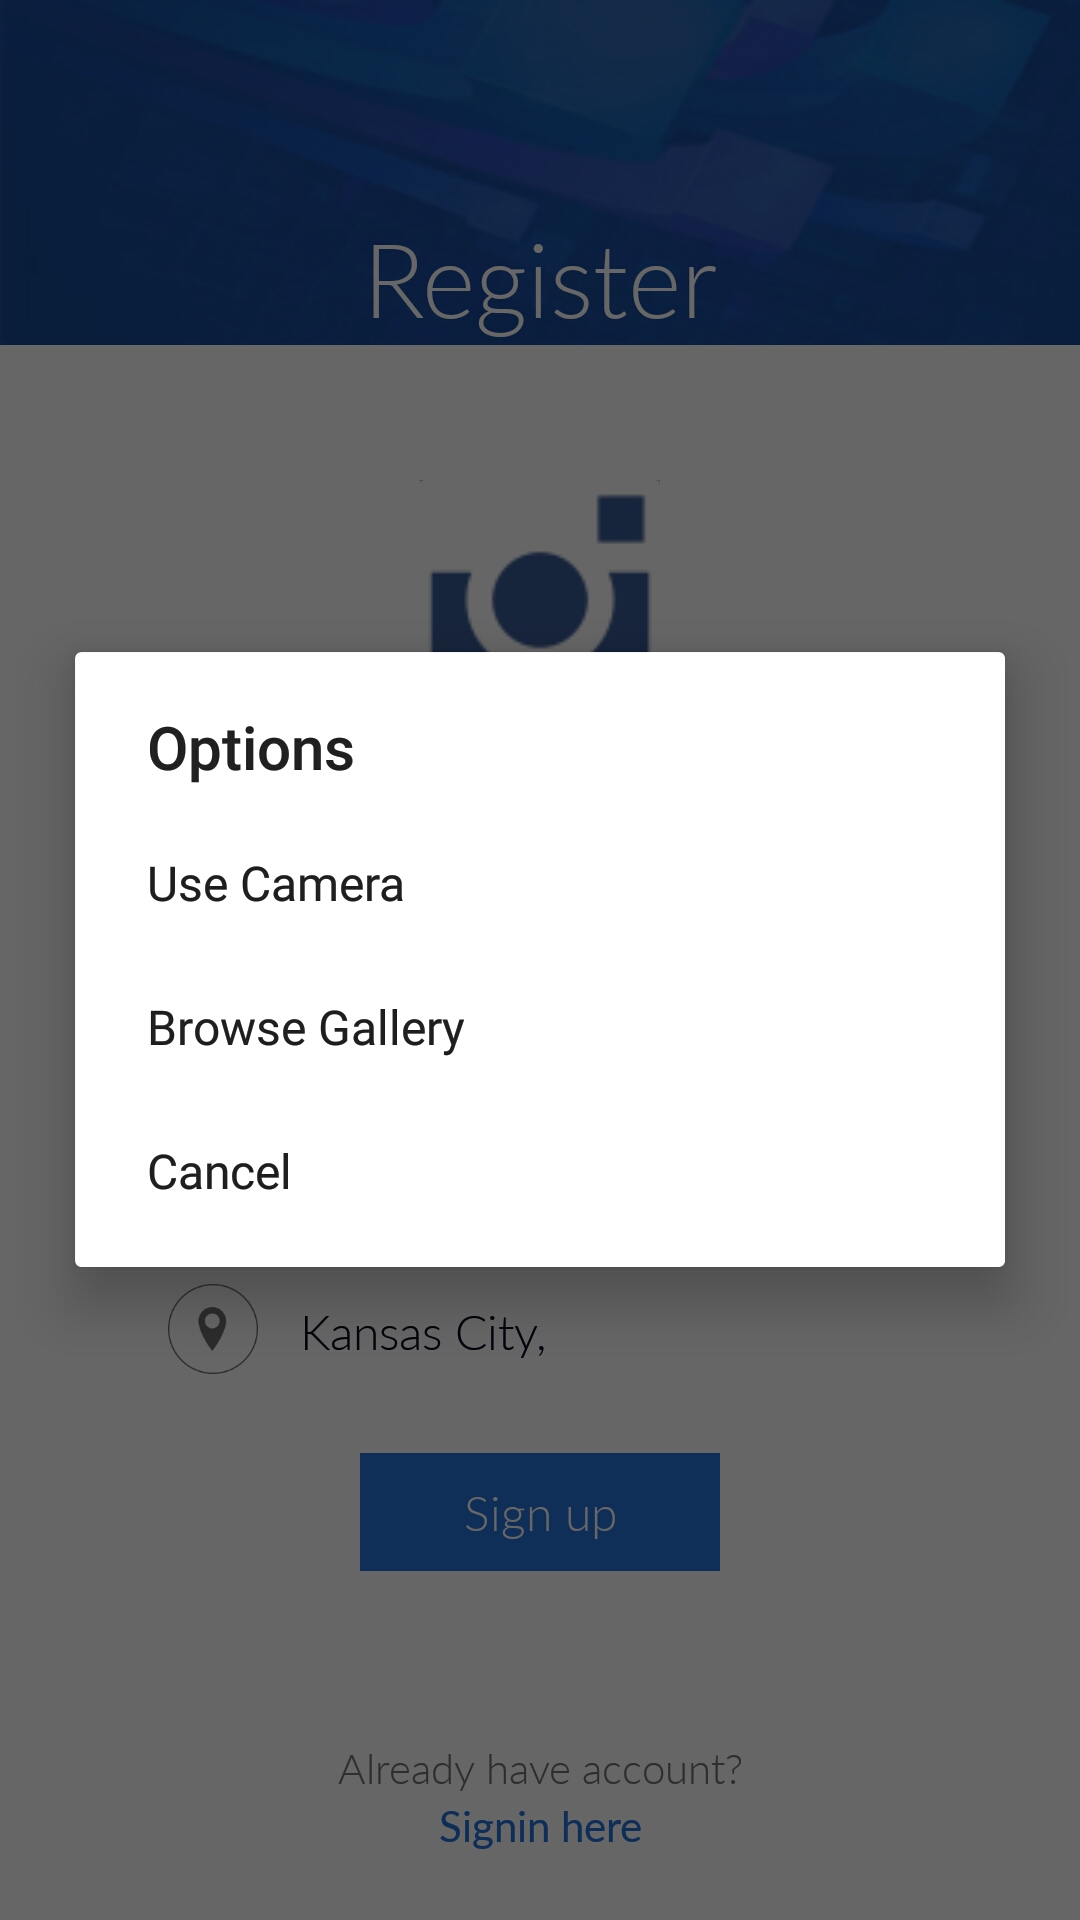 Register
Options
Use Camera
Browse Gallery
Cancel
Kansas City,
Sign up
Already have account?
Signin here